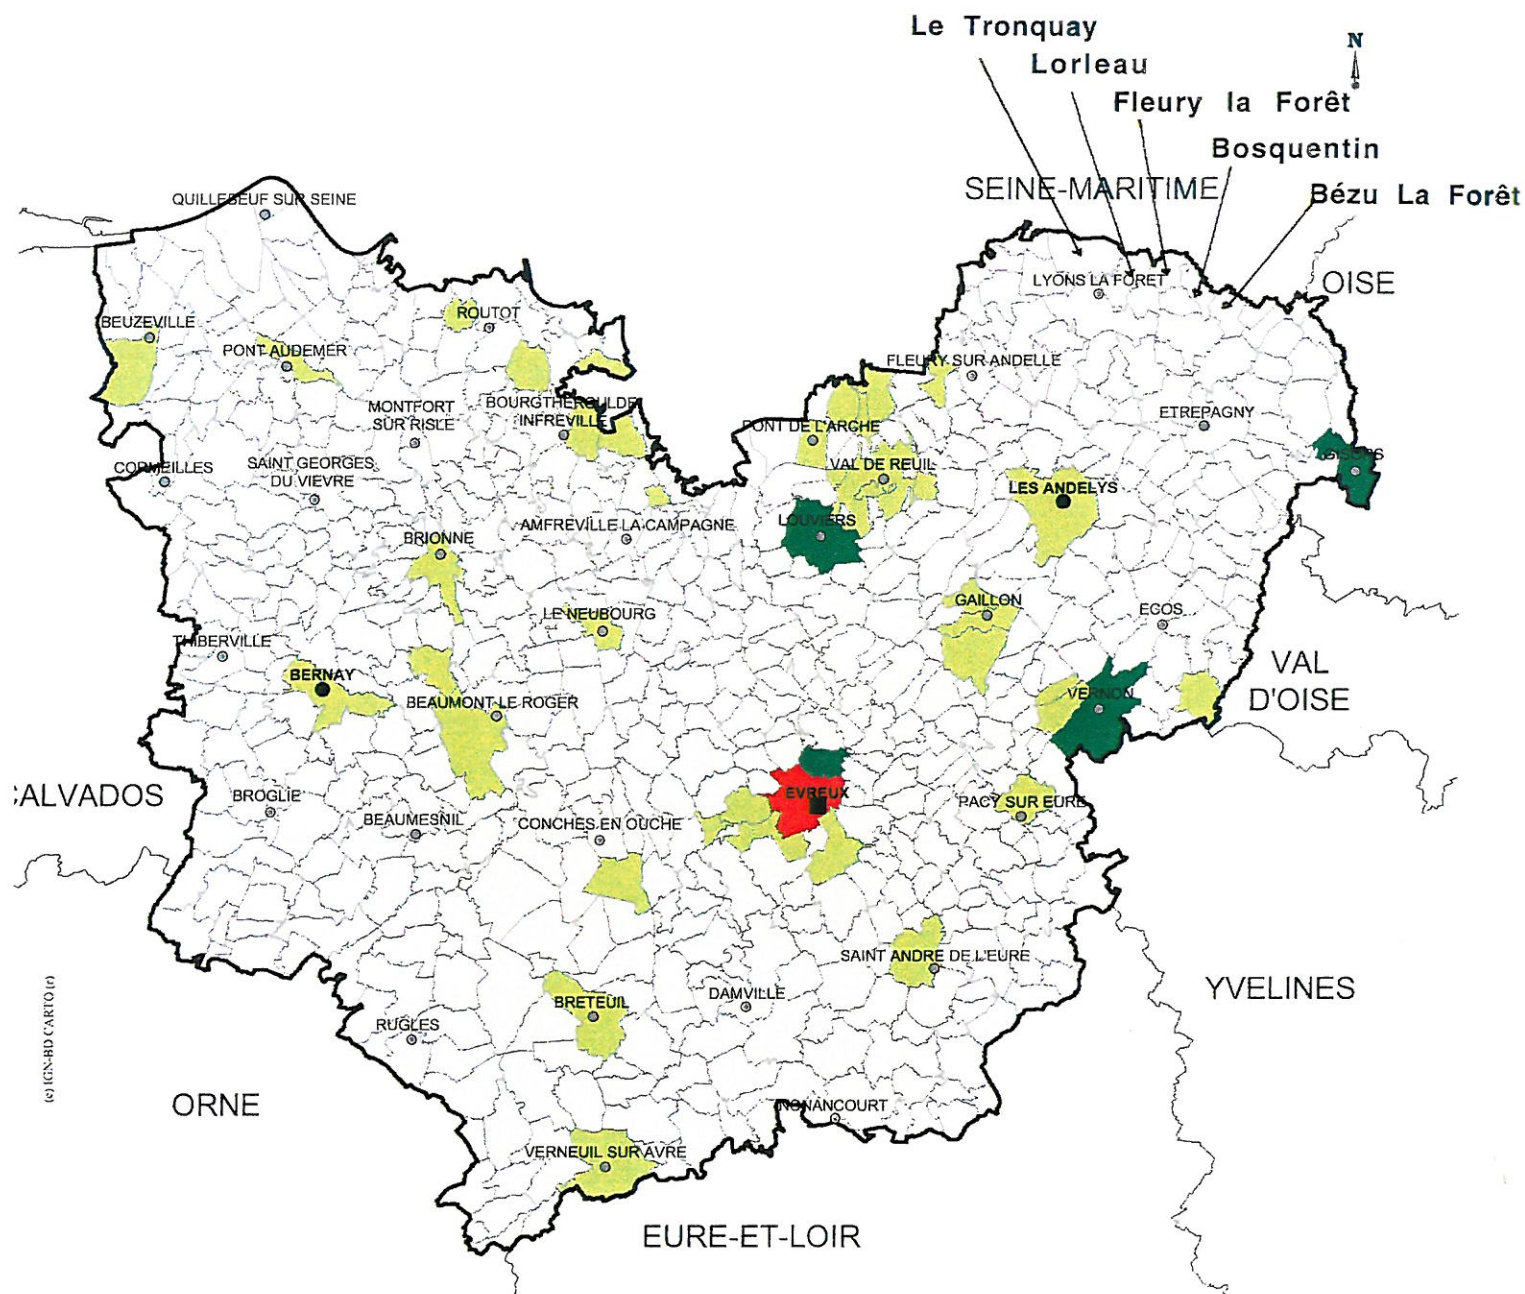 Le Tronquay
N
Lorleau
Fleury la Forêt
Bosquentin
SEINE-MARITIME
Bézu La Forêt
QUILLEBEUF SUR SEINE
LYONS LA FORET
OISE
ROUTOT
BEUZEVILLE
PONT AUDEMER
FLEURY SUR ANDELLE
MONTFORT
SUR RISLE
BOURGTHEROULDE
INFREVILLE
ETREPAGNY
PONT DE L'ARCHE
GISORS
CORMEILLES
SAINT GEORGES
DU VIEVRE
VAL DE REUIL
LES ANDELYS
AMFREVILLE LA CAMPAGNE
LOUVIERS
BRIONNE
GAILLON
ECOS
LE NEUBOURG
THIBERVILLE
BERNAY
VAL
D'OISE
BEAUMONT LE ROGER
VERNON
CALVADOS
BROGLIE
EVREUX
PACY SUR EURE
BEAUMESNIL
CONCHES EN OUCHE
SAINT ANDRE DE L'EURE
YVELINES
DAMVILLE
BRETEUIL
RUGLES
(c) IGN-BD CARTO (r)
ORNE
NONANCOURT
VERNEUIL SUR AVRE
EURE-ET-LOIR